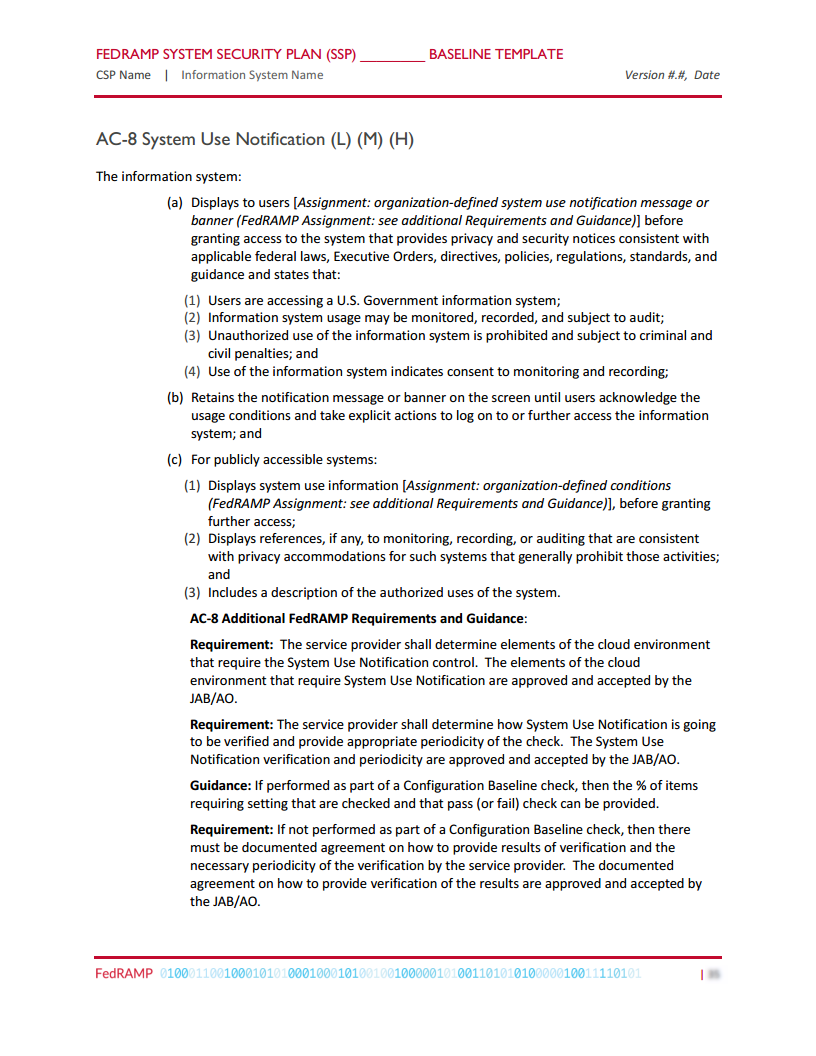 FEDRAMP SYSTEM SECURITY PLAN (SSP) _________ BASELINE TEMPLATE
CSP Name | Information System Name Version #.#, Date
AC-8 System Use Notification (L) (M) (H)
The information system:
(a) Displays to users [Assignment: organization-defined system use notification message or
banner (FedRAMP Assignment: see additional Requirements and Guidance)] before
granting access to the system that provides privacy and security notices consistent with
applicable federal laws, Executive Orders, directives, policies, regulations, standards, and
guidance and states that:
(1) Users are accessing a U.S. Government information system;
(2) Information system usage may be monitored, recorded, and subject to audit;
(3) Unauthorized use of the information system is prohibited and subject to criminal and
civil penalties; and
(4) Use of the information system indicates consent to monitoring and recording;
(b) Retains the notification message or banner on the screen until users acknowledge the
usage conditions and take explicit actions to log on to or further access the information
system; and
(c) For publicly accessible systems:
(1) Displays system use information [Assignment: organization-defined conditions
(FedRAMP Assignment: see additional Requirements and Guidance)], before granting
further access;
(2) Displays references, if any, to monitoring, recording, or auditing that are consistent
with privacy accommodations for such systems that generally prohibit those activities;
and
(3) Includes a description of the authorized uses of the system.
AC-8 Additional FedRAMP Requirements and Guidance:
Requirement: The service provider shall determine elements of the cloud environment
that require the System Use Notification control. The elements of the cloud
environment that require System Use Notification are approved and accepted by the
JAB/AO.
Requirement: The service provider shall determine how System Use Notification is going
to be verified and provide appropriate periodicity of the check. The System Use
Notification verification and periodicity are approved and accepted by the JAB/AO.
Guidance: If performed as part of a Configuration Baseline check, then the % of items
requiring setting that are checked and that pass (or fail) check can be provided.
Requirement: If not performed as part of a Configuration Baseline check, then there
must be documented agreement on how to provide results of verification and the
necessary periodicity of the verification by the service provider. The documented
agreement on how to provide verification of the results are approved and accepted by
the JAB/AO.
FedRAMP 01000110010001010100010001010010010000010100110101010000010011110101 |